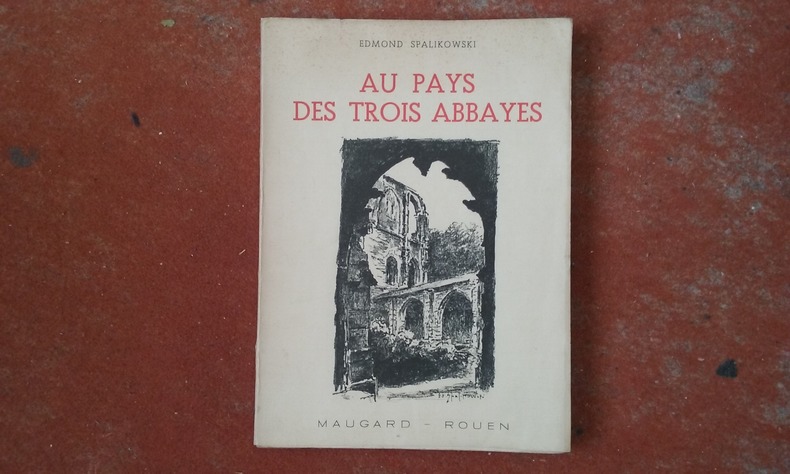 EDMOND SPALIKOWSKI
AU PAYS
DES TROIS ABBAYES
MAUGARD – ROUEN